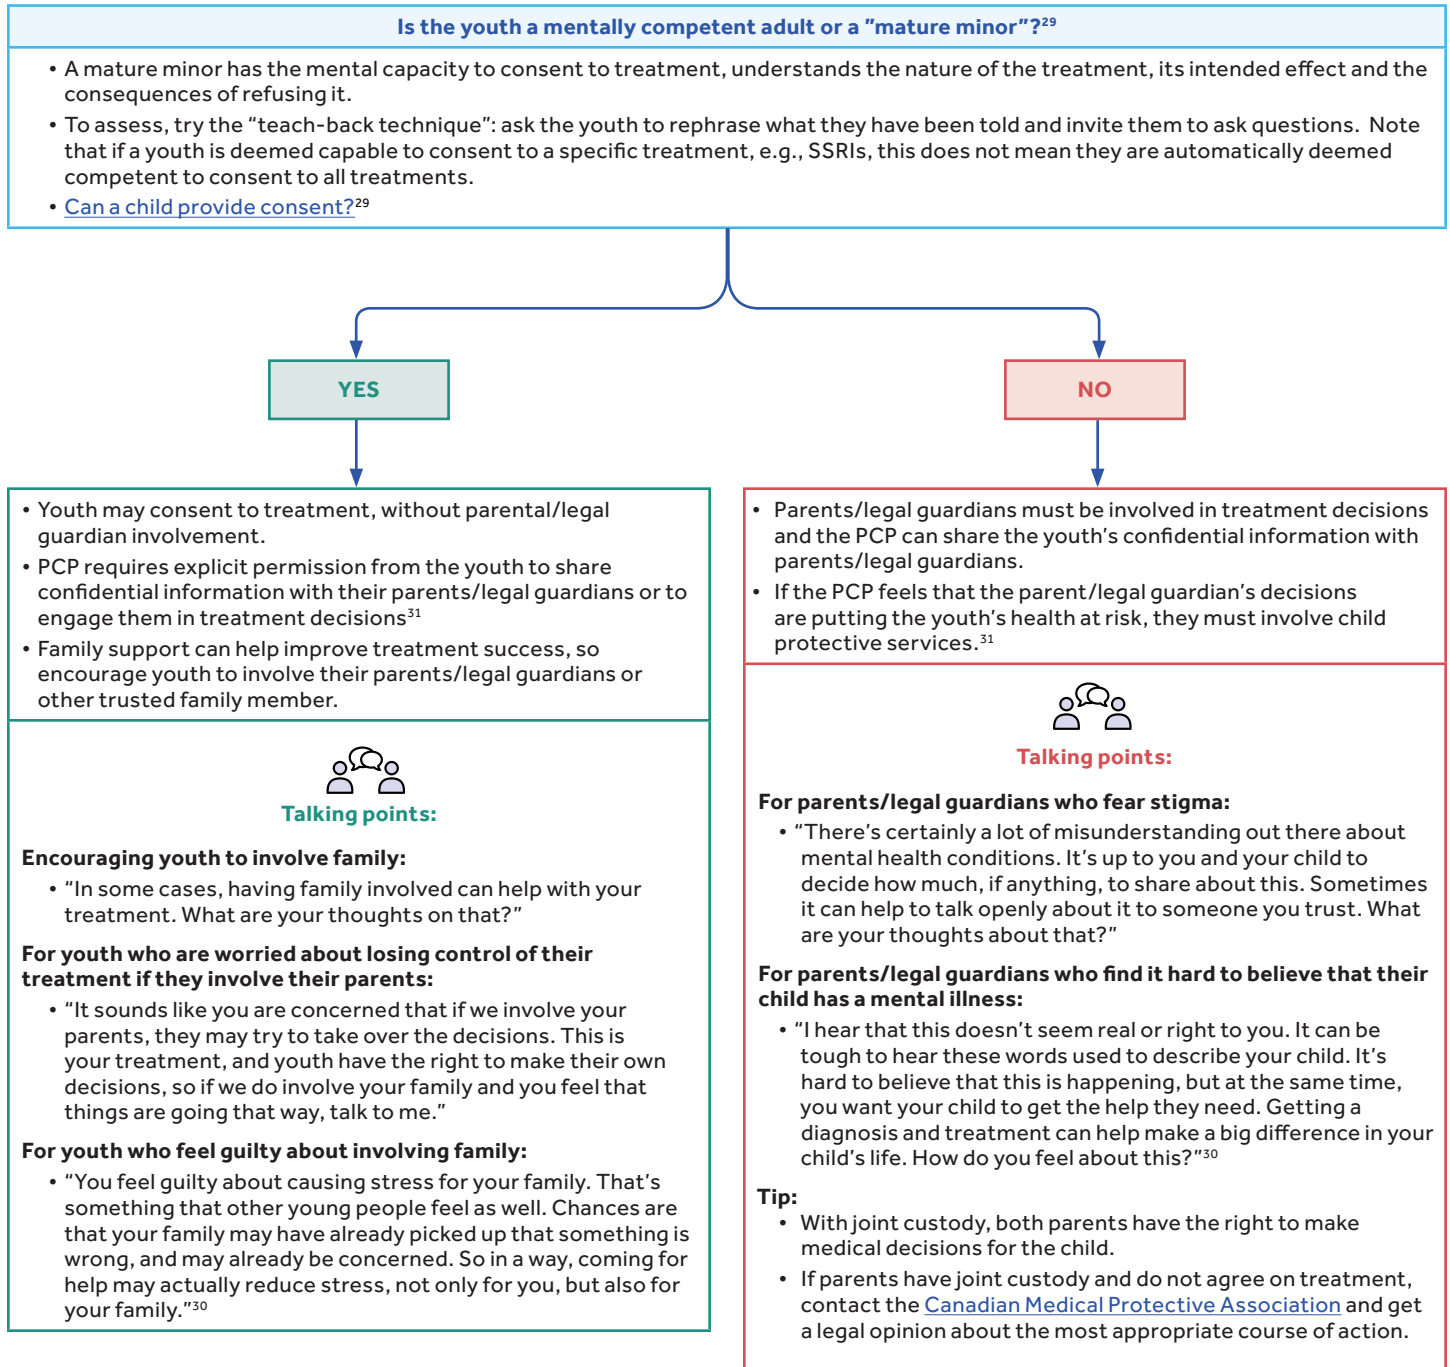 Is the youth a mentally competent adult or a "mature minor"?29
• A mature minor has the mental capacity to consent to treatment, understands the nature of the treatment, its intended effect and the
consequences of refusing it.
• To assess, try the “teach-back technique”: ask the youth to rephrase what they have been told and invite them to ask questions.  Note
that if a youth is deemed capable to consent to a specific treatment, e.g., SSRIs, this does not mean they are automatically deemed
competent to consent to all treatments.
• Can a child provide consent?29
YES
• Youth may consent to treatment, without parental/legal
guardian involvement.
• PCP requires explicit permission from the youth to share
confidential information with their parents/legal guardians or to
engage them in treatment decisions31
• Family support can help improve treatment success, so
encourage youth to involve their parents/legal guardians or
other trusted family member.
Talking points:
Encouraging youth to involve family:
• “In some cases, having family involved can help with your
treatment. What are your thoughts on that?”
For youth who are worried about losing control of their
treatment if they involve their parents:
• “It sounds like you are concerned that if we involve your
parents, they may try to take over the decisions. This is
your treatment, and youth have the right to make their own
decisions, so if we do involve your family and you feel that
things are going that way, talk to me.”
For youth who feel guilty about involving family:
• “You feel guilty about causing stress for your family. That’s
something that other young people feel as well. Chances are
that your family may have already picked up that something is
wrong, and may already be concerned. So in a way, coming for
help may actually reduce stress, not only for you, but also for
your family.”30
NO
• Parents/legal guardians must be involved in treatment decisions
and the PCP can share the youth’s confidential information with
parents/legal guardians.
• If the PCP feels that the parent/legal guardian’s decisions
are putting the youth’s health at risk, they must involve child
protective services.31
Talking points:
For parents/legal guardians who fear stigma:
• “There’s certainly a lot of misunderstanding out there about
mental health conditions. It’s up to you and your child to
decide how much, if anything, to share about this. Sometimes
it can help to talk openly about it to someone you trust. What
are your thoughts about that?”
For parents/legal guardians who find it hard to believe that their
child has a mental illness:
• “I hear that this doesn’t seem real or right to you. It can be
tough to hear these words used to describe your child. It’s
hard to believe that this is happening, but at the same time,
you want your child to get the help they need. Getting a
diagnosis and treatment can help make a big difference in your
child’s life. How do you feel about this?”30
Tip:
• With joint custody, both parents have the right to make
medical decisions for the child.
• If parents have joint custody and do not agree on treatment,
contact the Canadian Medical Protective Association and get
a legal opinion about the most appropriate course of action.